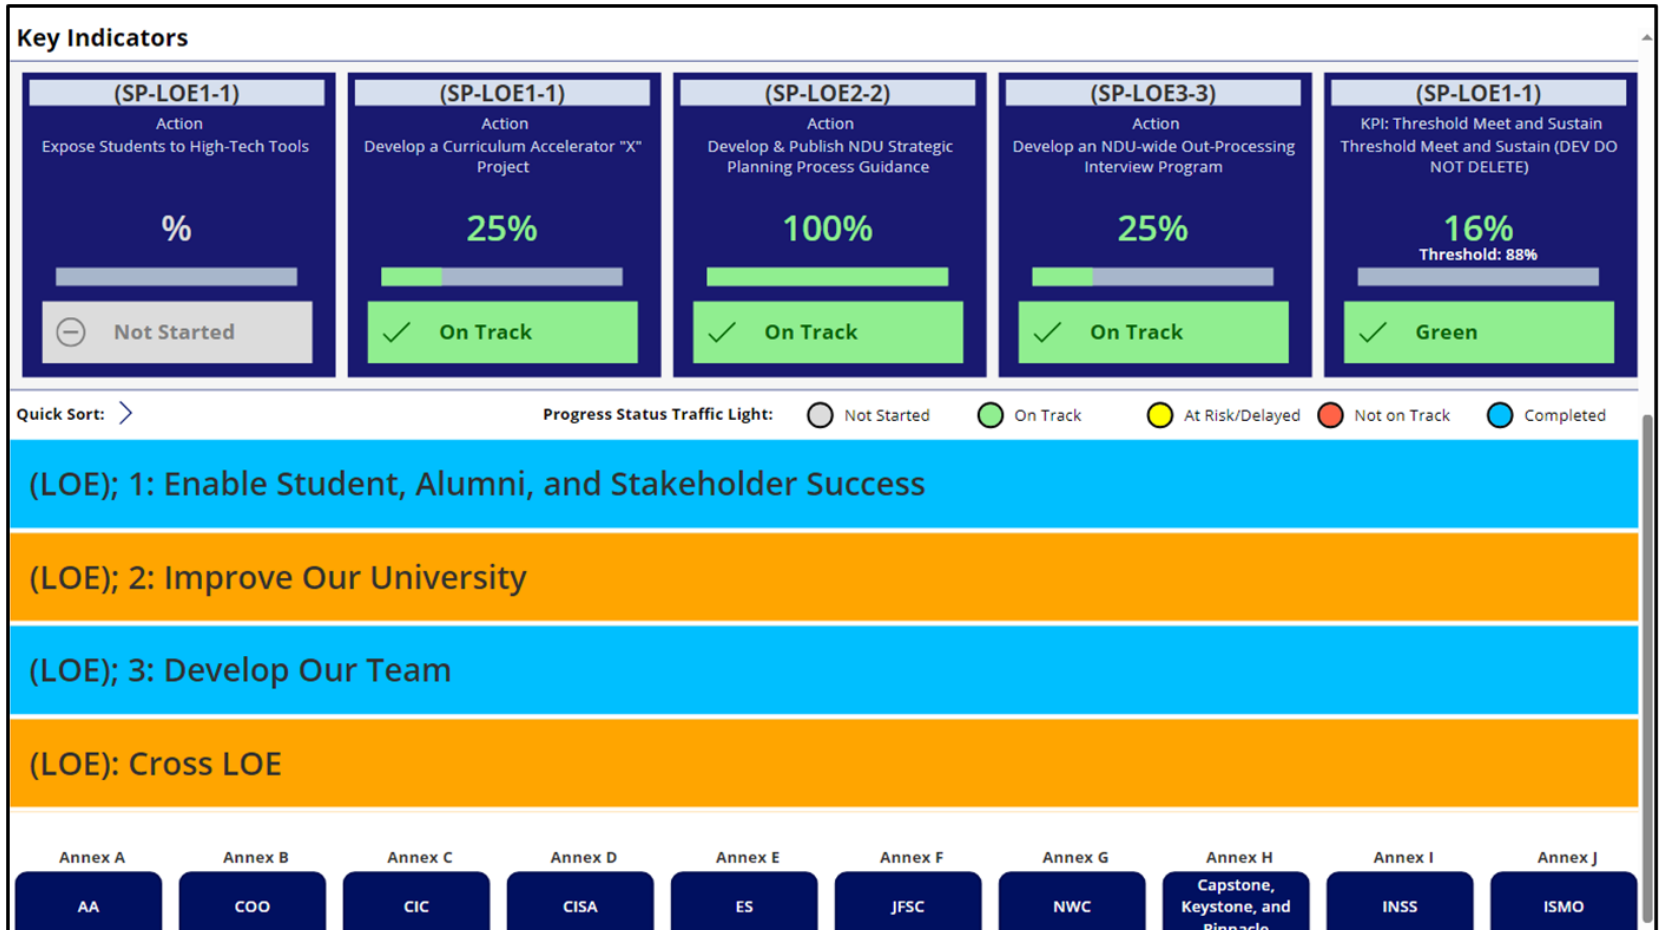 Key Indicators
(SP-LOE1-1)
Action
Expose Students to High-Tech Tools
%
Not Started
(SP-LOE1-1)
Action
Develop a Curriculum Accelerator "X"
Project
25%
On Track
(SP-LOE2-2)
Action
Develop & Publish NDU Strategic
Planning Process Guidance
100%
On Track
(SP-LOE3-3)
Action
Develop an NDU-wide Out-Processing
Interview Program
25%
On Track
(SP-LOE1-1)
KPI: Threshold Meet and Sustain
Threshold Meet and Sustain (DEV DO
NOT DELETE)
16%
Threshold: 88%
Green
Quick Sort:
Progress Status Traffic Light: Not Started On Track At Risk/Delayed Not on Track Completed
(LOE); 1: Enable Student, Alumni, and Stakeholder Success
(LOE); 2: Improve Our University
(LOE); 3: Develop Our Team
(LOE): Cross LOE
Annex A Annex B Annex C Annex D Annex E Annex F Annex G Annex H Annex I Annex J
AA
COO
CIC
CISA
ES
JFSC
NWC
Capstone,
Keystone, and
Pinnacle
INSS
ISMO